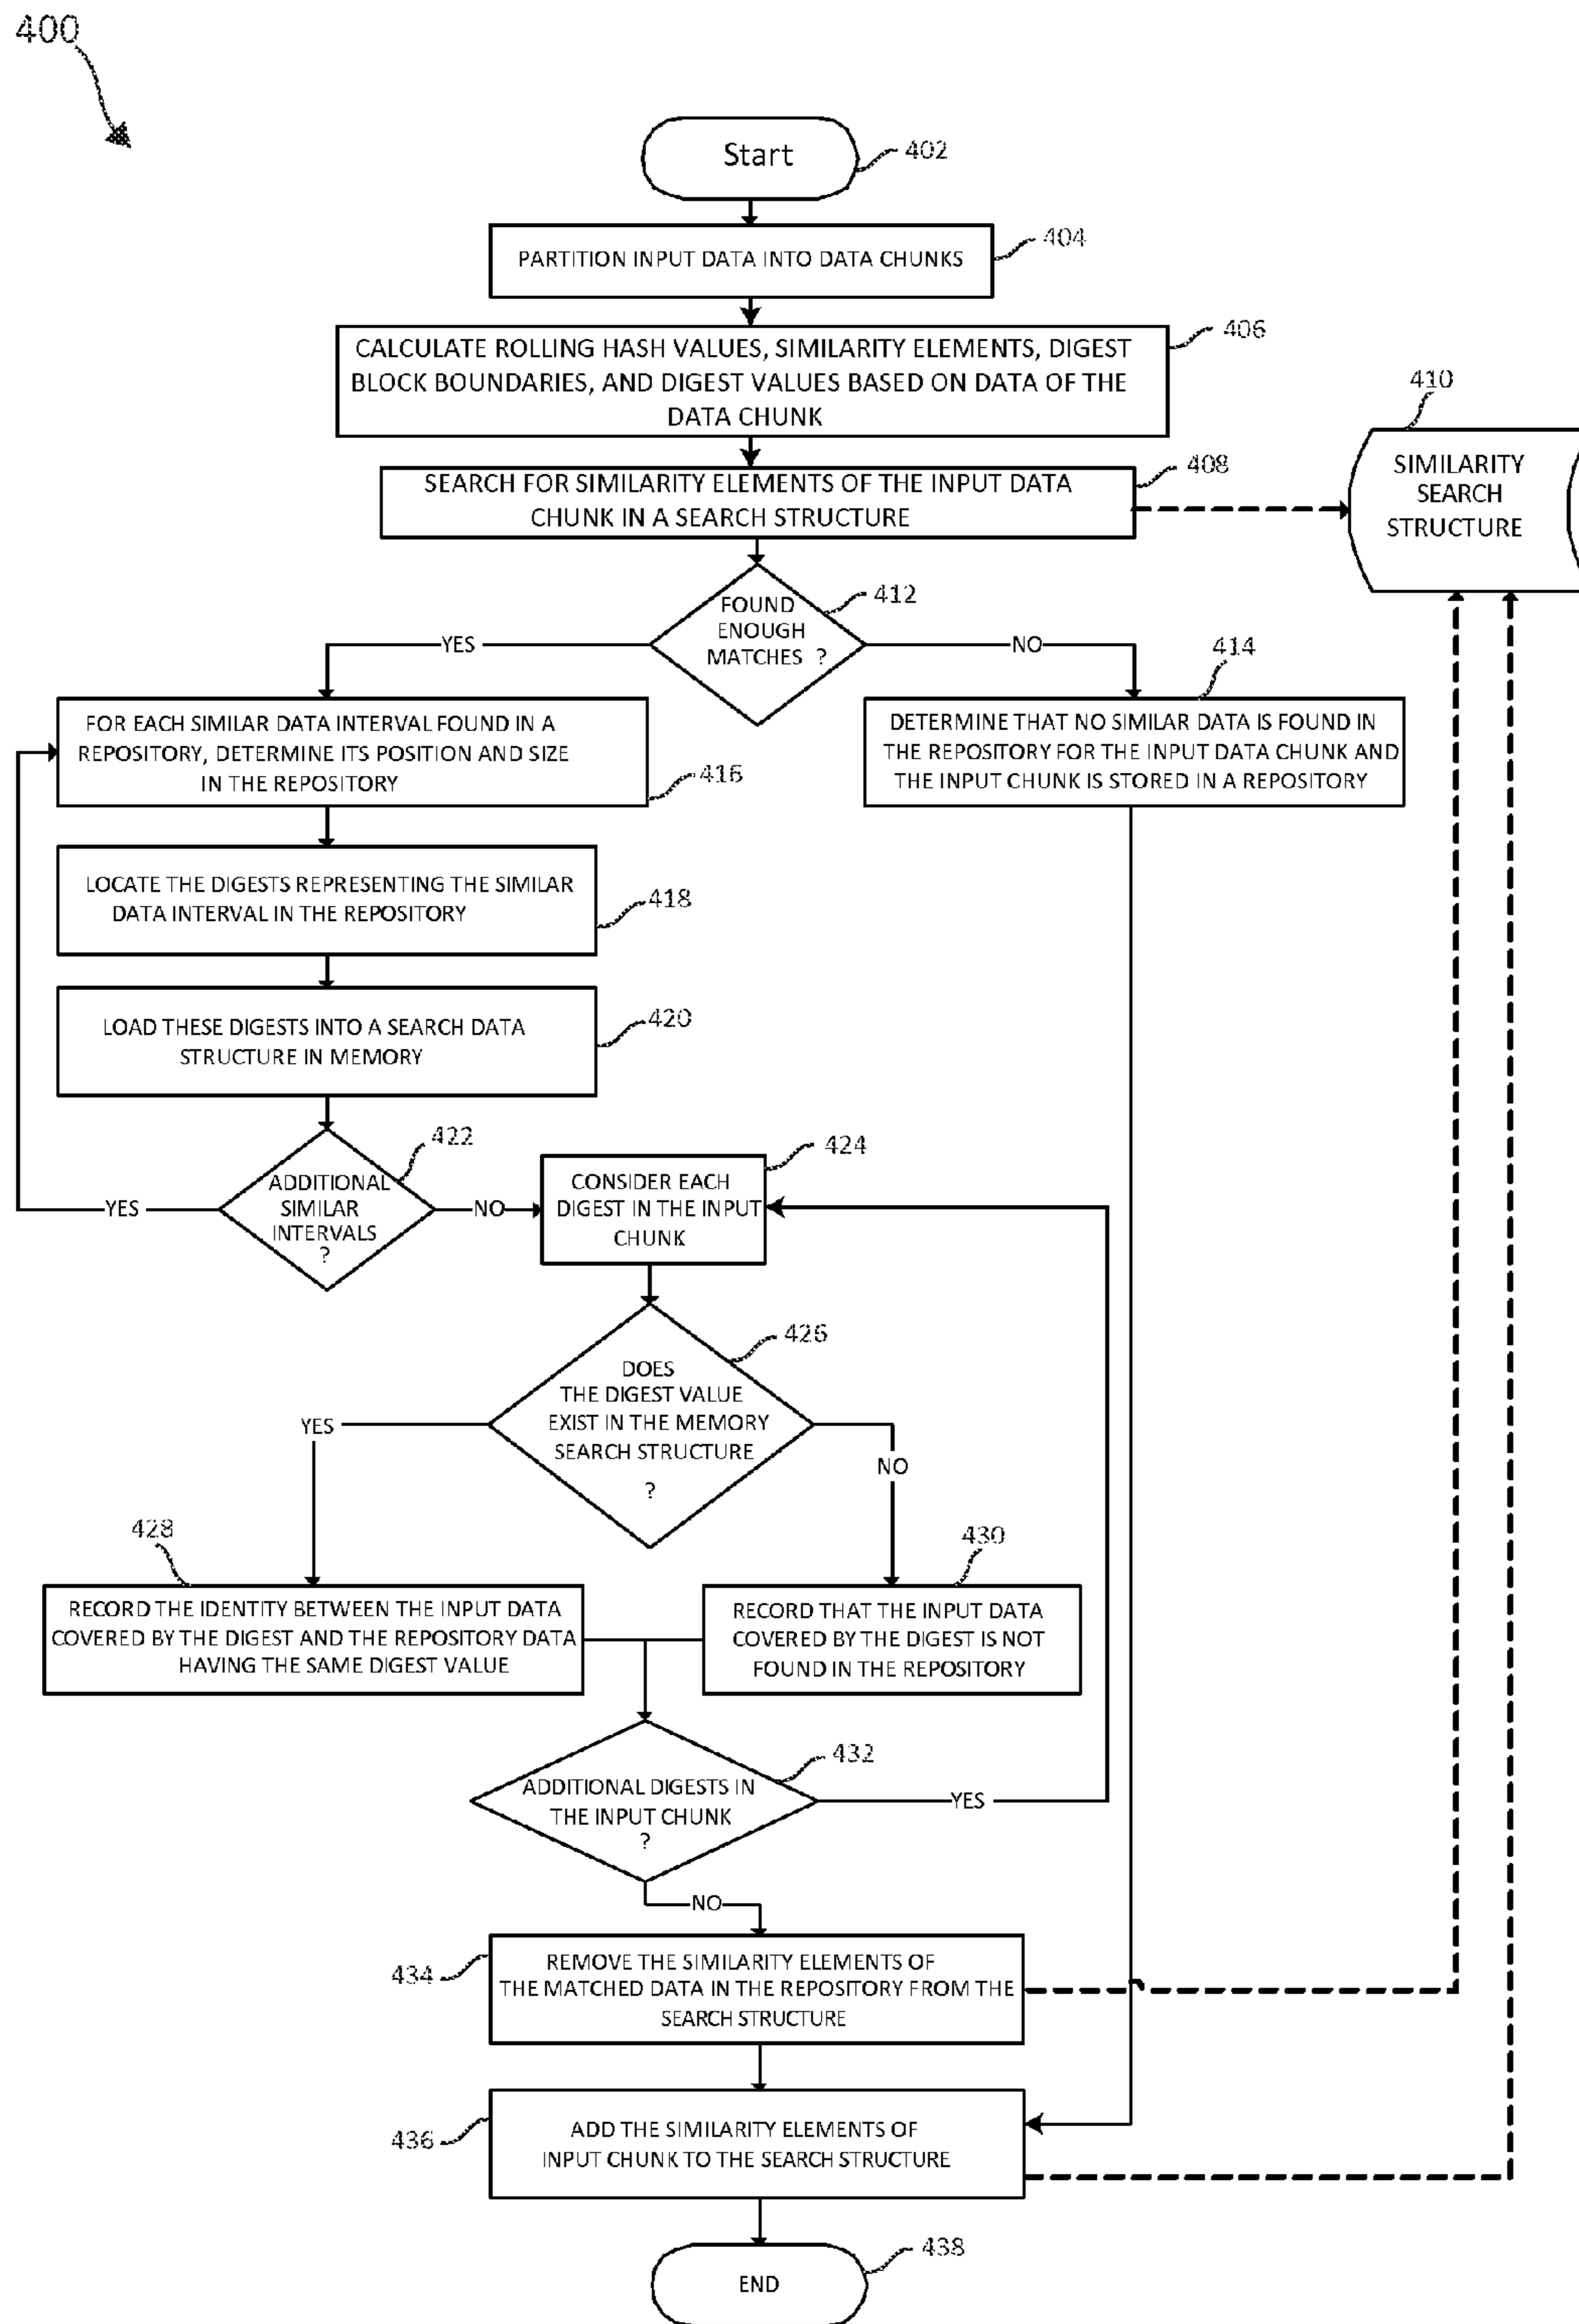 400
Start
402
PARTITION INPUT DATA INTO DATA CHUNKS
404
CALCULATE ROLLING HASH VALUES, SIMILARITY ELEMENTS, DIGEST
BLOCK BOUNDARIES, AND DIGEST VALUES BASED ON DATA OF THE
DATA CHUNK
406
SEARCH FOR SIMILARITY ELEMENTS OF THE INPUT DATA
CHUNK IN A SEARCH STRUCTURE
408
410
SIMILARITY
SEARCH
STRUCTURE
FOUND
ENOUGH
MATCHES ?
412
YES
NO
414
FOR EACH SIMILAR DATA INTERVAL FOUND IN A
REPOSITORY, DETERMINE ITS POSITION AND SIZE
IN THE REPOSITORY
416
DETERMINE THAT NO SIMILAR DATA IS FOUND IN
THE REPOSITORY FOR THE INPUT DATA CHUNK AND
THE INPUT CHUNK IS STORED IN A REPOSITORY
LOCATE THE DIGESTS REPRESENTING THE SIMILAR
DATA INTERVAL IN THE REPOSITORY
418
LOAD THESE DIGESTS INTO A SEARCH DATA
STRUCTURE IN MEMORY
420
ADDITIONAL
SIMILAR
INTERVALS
?
422
YES
NO
CONSIDER EACH
DIGEST IN THE INPUT
CHUNK
424
DOES
THE DIGEST VALUE
EXIST IN THE MEMORY
SEARCH STRUCTURE
?
426
YES
NO
428
RECORD THE IDENTITY BETWEEN THE INPUT DATA
COVERED BY THE DIGEST AND THE REPOSITORY DATA
HAVING THE SAME DIGEST VALUE
430
RECORD THAT THE INPUT DATA
COVERED BY THE DIGEST IS NOT
FOUND IN THE REPOSITORY
ADDITIONAL DIGESTS IN
THE INPUT CHUNK
?
432
YES
NO
434
REMOVE THE SIMILARITY ELEMENTS OF
THE MATCHED DATA IN THE REPOSITORY FROM THE
SEARCH STRUCTURE
436
ADD THE SIMILARITY ELEMENTS OF
INPUT CHUNK TO THE SEARCH STRUCTURE
438
END